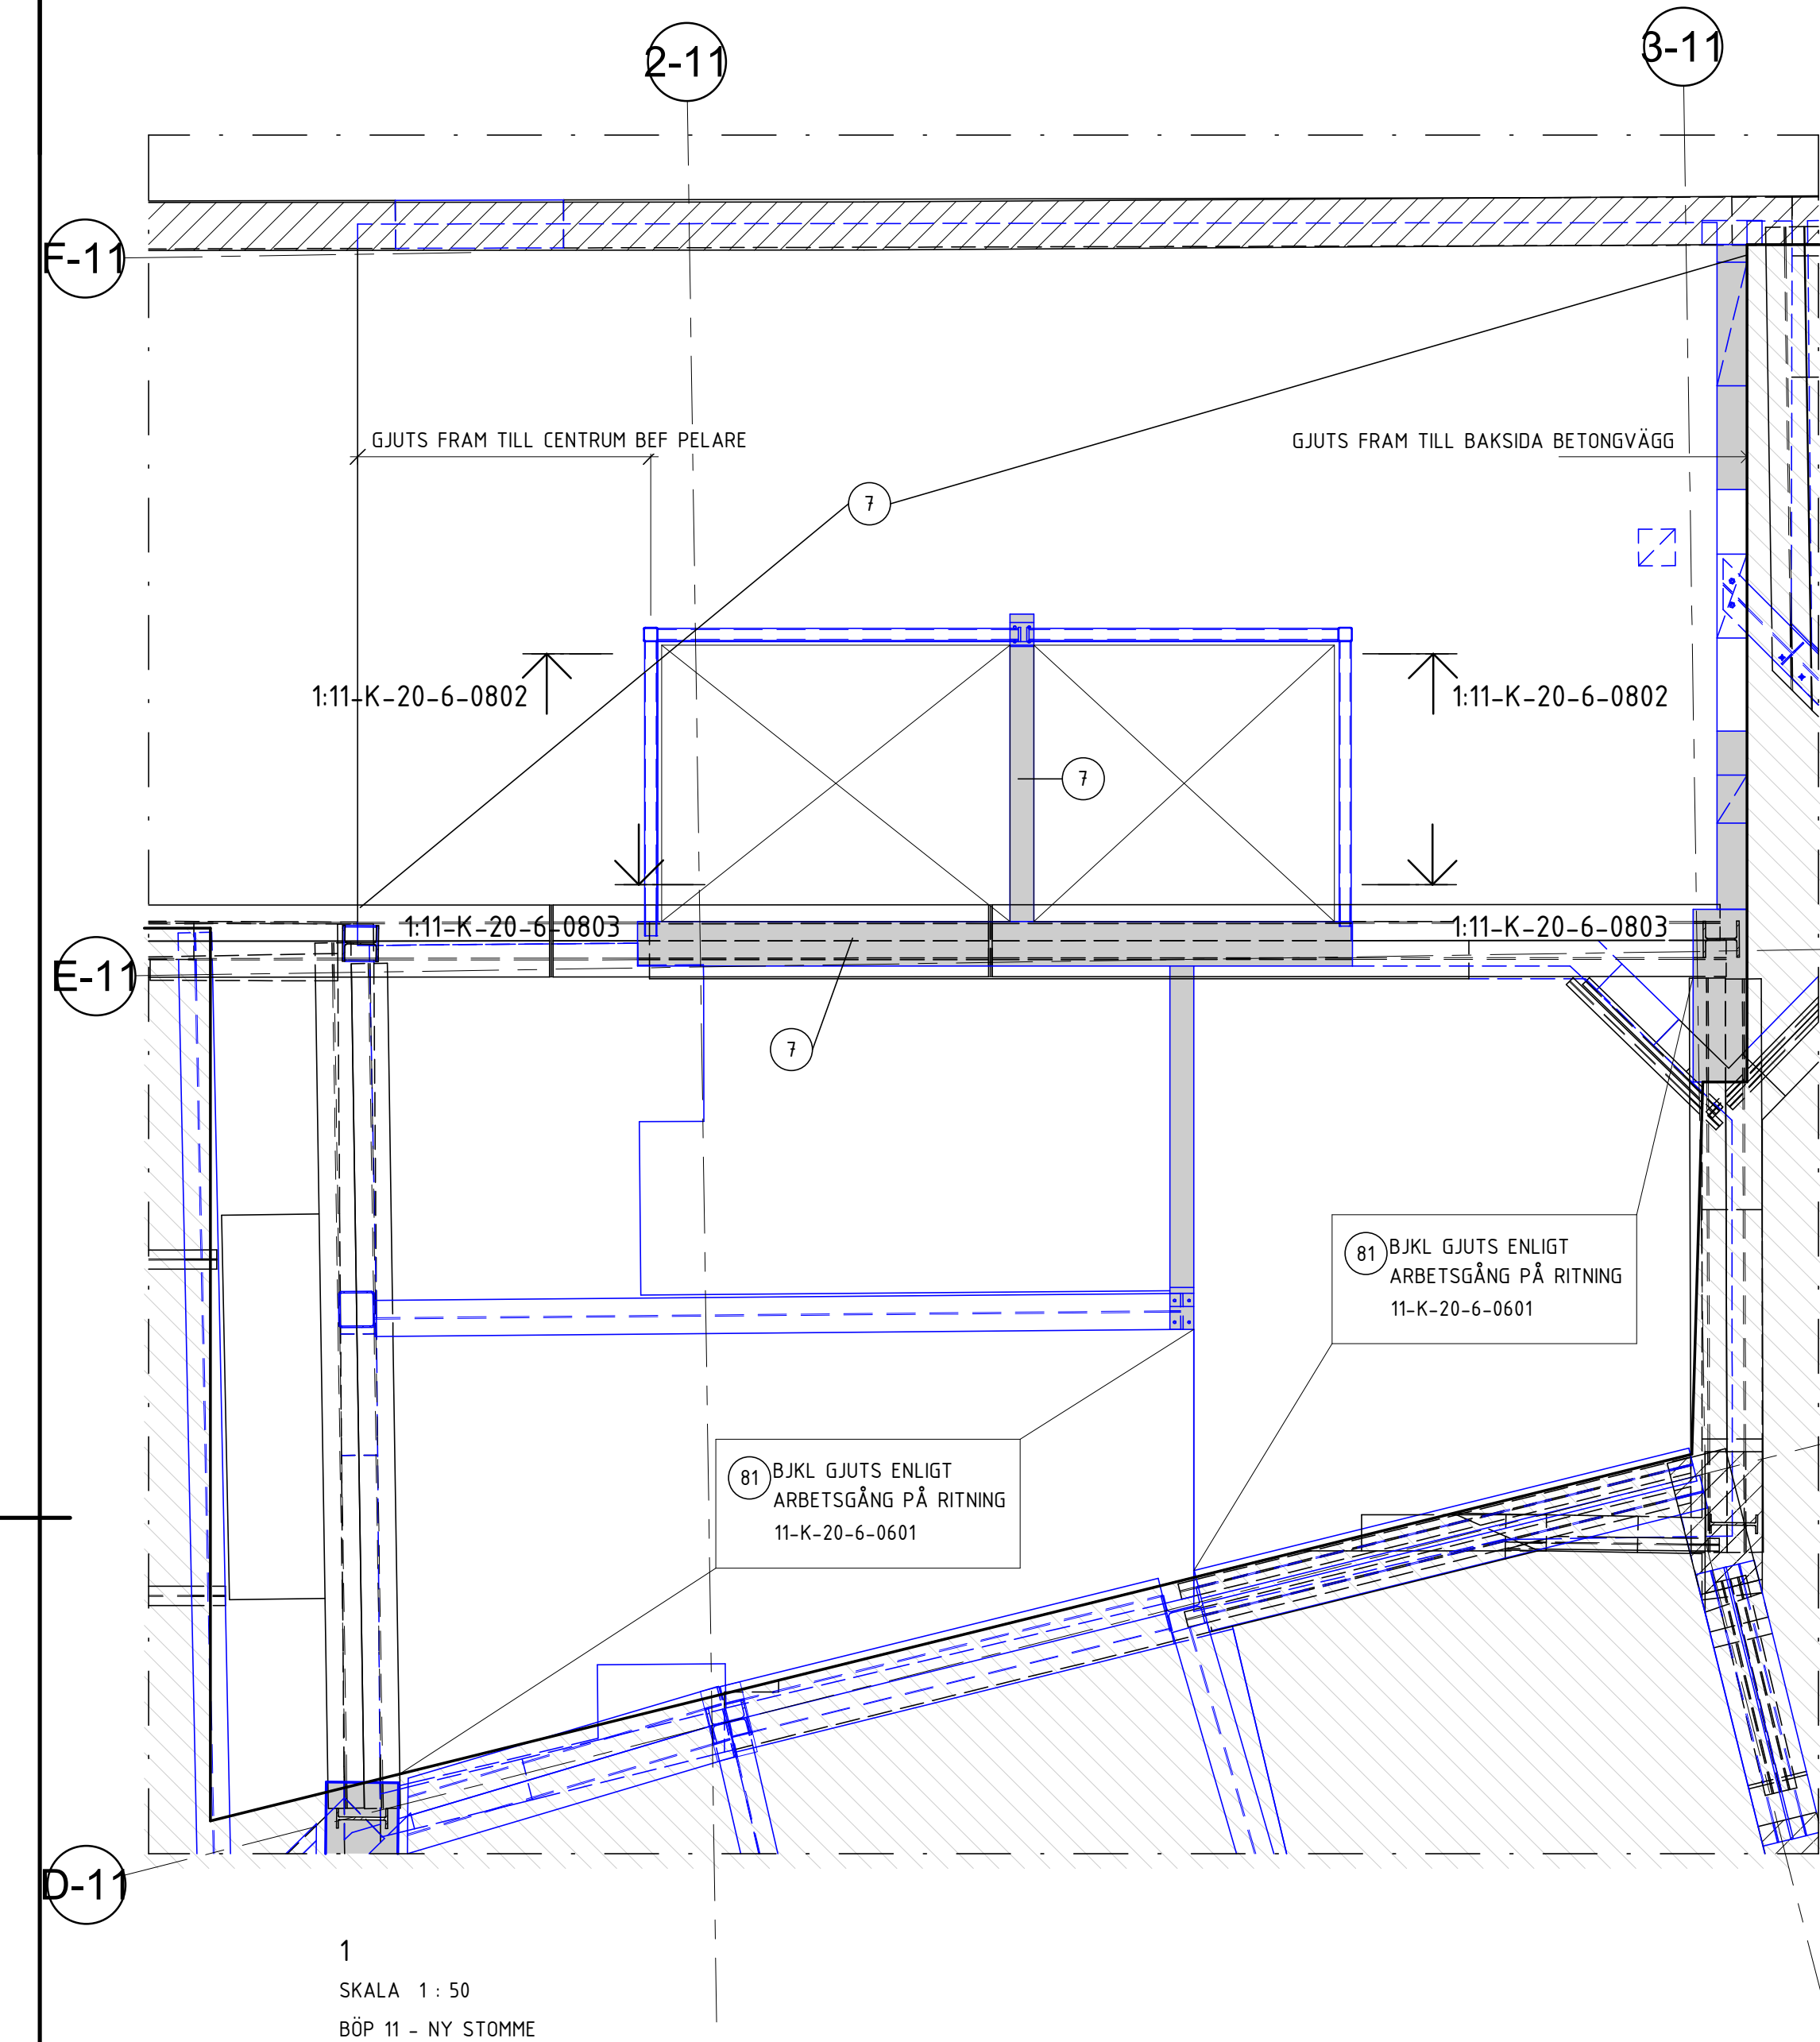 2-11
3-11
F-11
GJUTS FRAM TILL CENTRUM BEF PELARE
GJUTS FRAM TILL BAKSIDA BETONGVÄGG
7
1:11-K-20-6-0802
1:11-K-20-6-0802
7
1:11-K-20-6-0803
1:11-K-20-6-0803
E-11
7
81 BJKL GJUTS ENLIGT
ARBETSGÅNG PÅ RITNING
11-K-20-6-0601
81 BJKL GJUTS ENLIGT
ARBETSGÅNG PÅ RITNING
11-K-20-6-0601
D-11
1
SKALA 1 : 50
BÖP 11 - NY STOMME